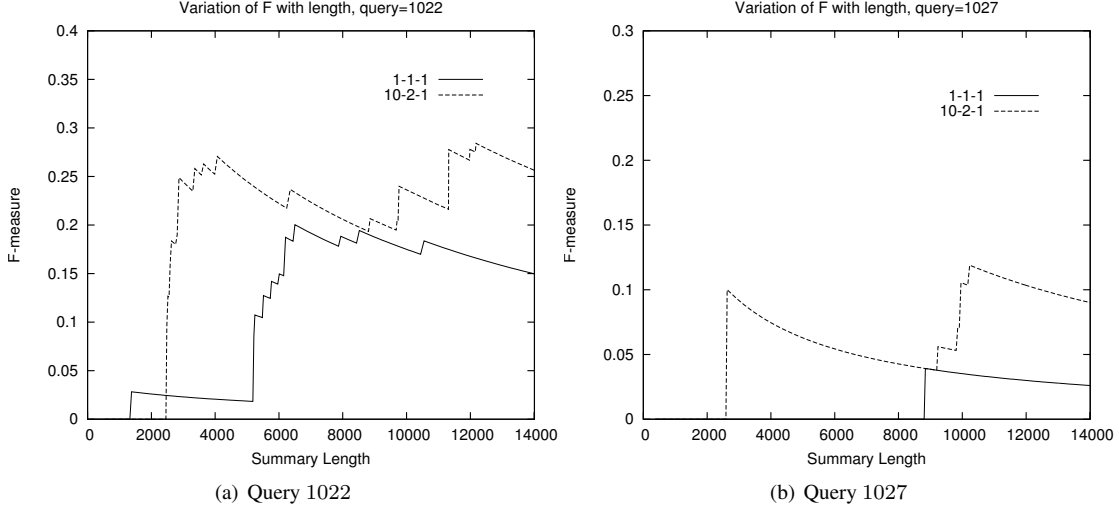 Variation of F with length, query=1022
0.4
0.35
0.3
0.25
0.2
0.15
0.1
0.05
0
F-measure
1-1-1
10-2-1
0 2000 4000 6000 8000 10000 12000 14000
Summary Length
(a) Query 1022
Variation of F with length, query=1027
0.3
0.25
0.2
0.15
0.1
0.05
0
F-measure
1-1-1
10-2-1
0 2000 4000 6000 8000 10000 12000 14000
Summary Length
(b) Query 1027